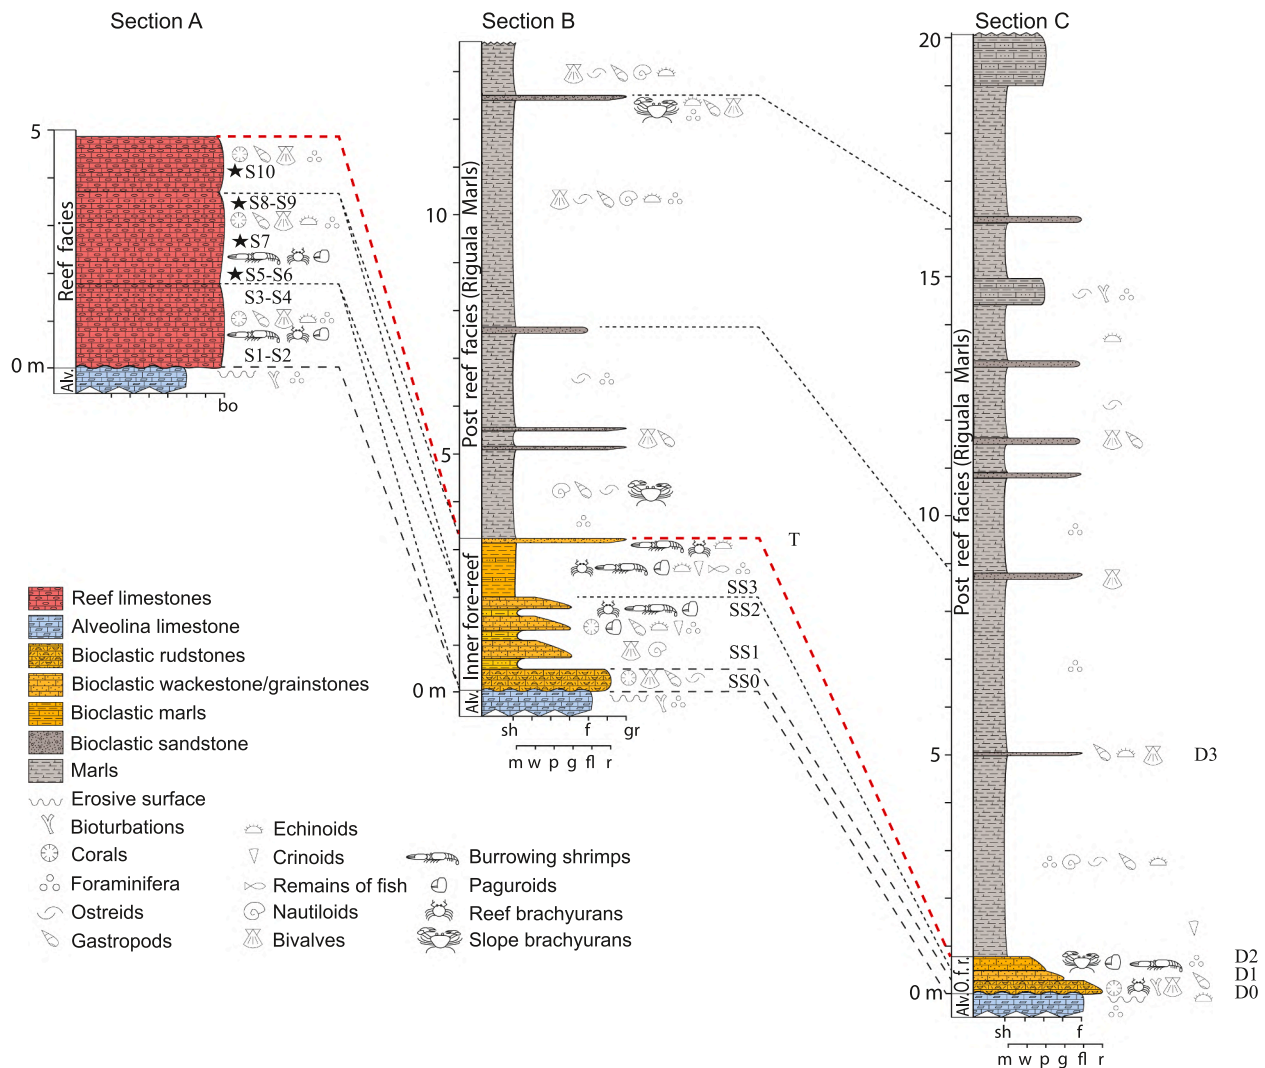 Section A
Section B
Section C
5
0 m
Reef facies
Alv.
S10
S8-S9
S7
S5-S6
S3-S4
S1-S2
bo
10
5
0 m
Post reef facies (Riguala Marls)
Inner fore-reef
Alv.
T
SS3
SS2
SS1
SS0
sh f gr
m w p g fl r
20
15
10
5
0 m
Post reef facies (Riguala Marls)
O. f. r.
Alv.
D3
D2
D1
D0
sh f
m w p g fl r
Reef limestones
Alveolina limestone
Bioclastic rudstones
Bioclastic wackestone/grainstones
Bioclastic marls
Bioclastic sandstone
Marls
Erosive surface
Bioturbations
Corals
Foraminifera
Ostreids
Gastropods
Echinoids
Crinoids
Remains of fish
Nautiloids
Bivalves
Burrowing shrimps
Paguroids
Reef brachyurans
Slope brachyurans